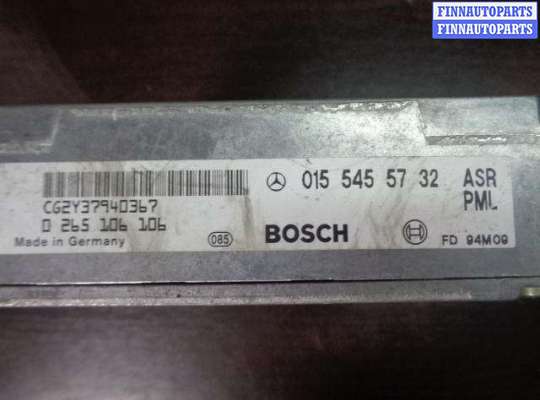 FINNAUTOPARTS
FINNAUTOPARTS
015 545 57 32 ASR
PML
CG2Y37940367
0 265 106 106
Made in Germany
085
BOSCH
FD 94M09